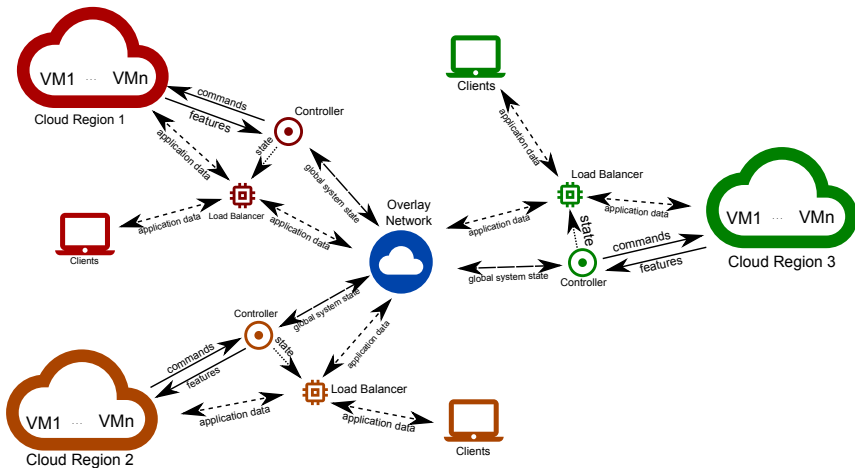 VM1 ... VMn
Cloud Region 1
commands
features
Controller
application data
state
global system state
Load Balancer
application data
Clients
application data
Overlay
Network
Clients
application data
Load Balancer
application data
application data
VM1 ... VMn
Cloud Region 3
state
commands
features
global system state
Controller
global system state
Controller
commands
features
state
application data
VM1 ... VMn
Cloud Region 2
application data
Load Balancer
application data
Clients